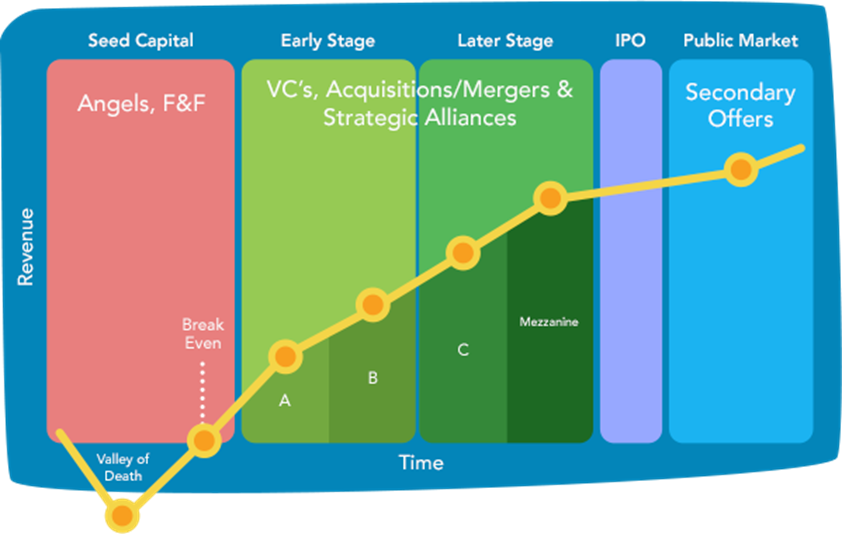 Seed Capital
Early Stage
Later Stage
IPO
Public Market
Angels, F&F
VC's, Acquisitions/Mergers &
Strategic Alliances
Secondary
Offers
Revenue
Break
Even
Mezzanine
A
B
C
Valley of
Death
Time